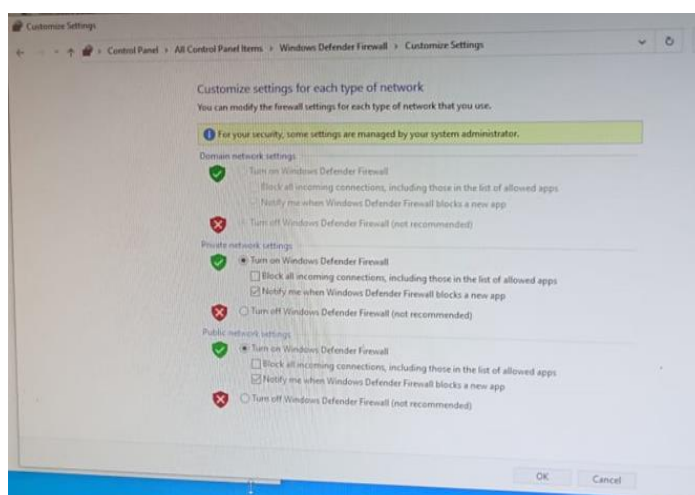 Customize Settings
Control Panel > All Control Panel Items > Windows Defender Firewall > Customize Settings
Customize settings for each type of network
You can modify the firewall settings for each type of network that you use.
For your security, some settings are managed by your system administrator.
Domain network settings
Turn on Windows Defender Firewall
Block all incoming connections, including those in the list of allowed apps
Notify me when Windows Defender Firewall blocks a new app
Turn off Windows Defender Firewall (not recommended)
Private network settings
Turn on Windows Defender Firewall
Block all incoming connections, including those in the list of allowed apps
Notify me when Windows Defender Firewall blocks a new app
Turn off Windows Defender Firewall (not recommended)
Public network settings
Turn on Windows Defender Firewall
Block all incoming connections, including those in the list of allowed apps
Notify me when Windows Defender Firewall blocks a new app
Turn off Windows Defender Firewall (not recommended)
OK Cancel